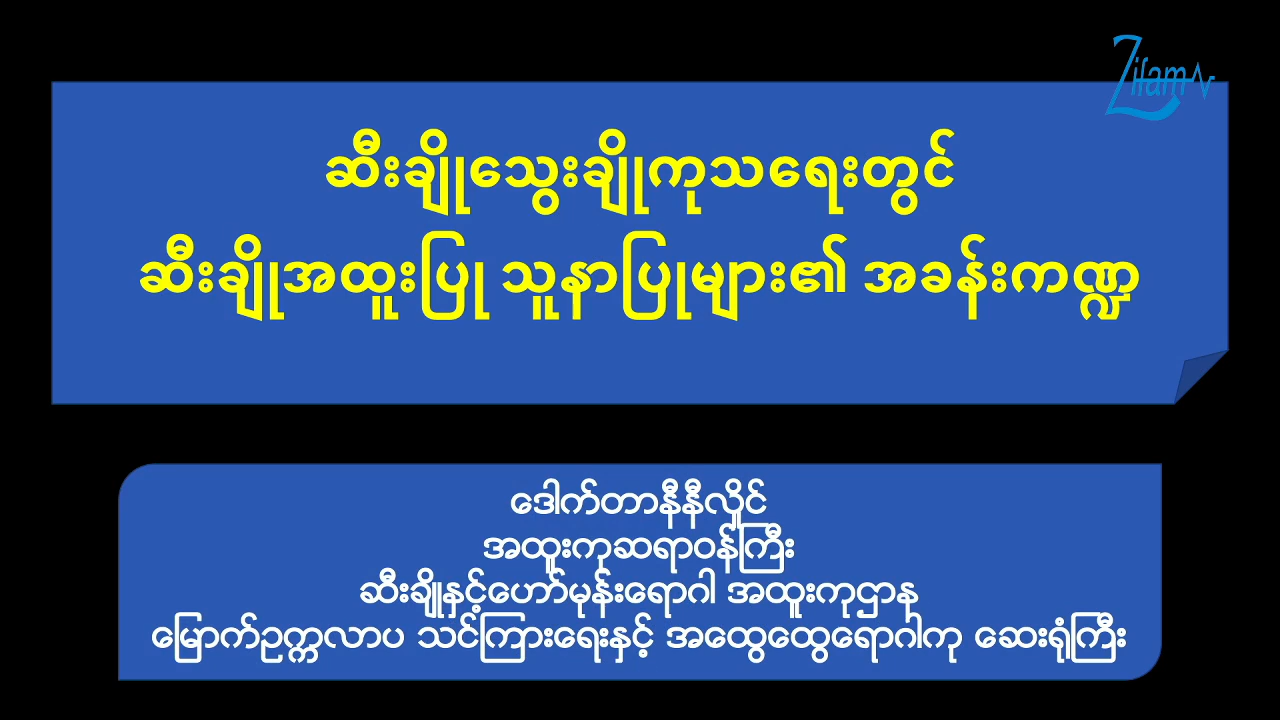 Zifam
ဆီးချိုသွေးချိုကုသရေးတွင်
ဆီးချိုအထူးပြု သူနာပြုများ၏ အခန်းကဏ္ဍ
ဒေါက်တာနီနီလှိုင်
အထူးကုဆရာဝန်ကြီး
ဆီးချိုနှင့်ဟော်မုန်းရောဂါ အထူးကုဌာန
မြောက်ဥက္ကလာပ သင်ကြားရေးနှင့် အထွေထွေရောဂါကု ဆေးရုံကြီး